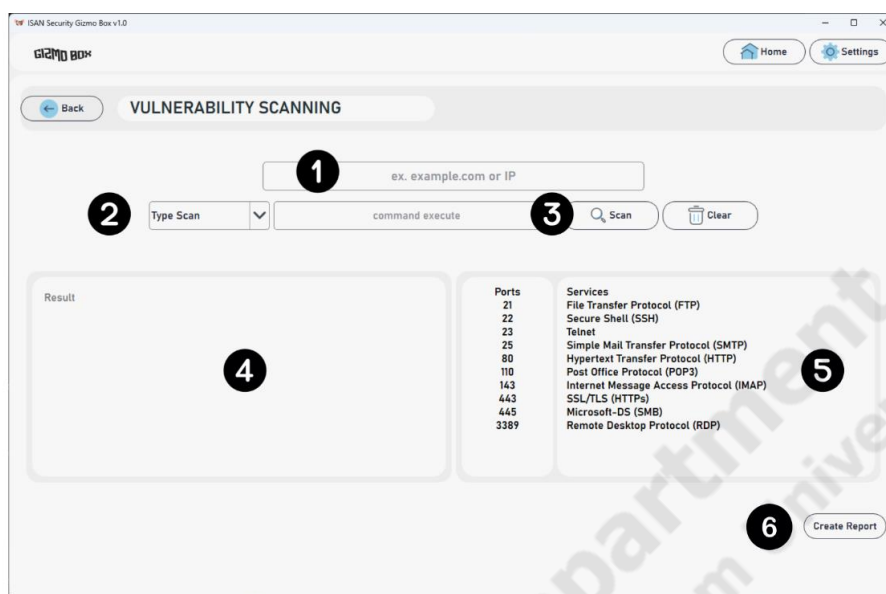 ISAN Security Gizmo Box v1.0
GIZMO BOX
Home
Settings
Back
VULNERABILITY SCANNING
1
ex. example.com or IP
2
Type Scan
command execute
3
Scan
Clear
Result
4
Ports Services
21 File Transfer Protocol (FTP)
22 Secure Shell (SSH)
23 Telnet
25 Simple Mail Transfer Protocol (SMTP)
80 Hypertext Transfer Protocol (HTTP)
110 Post Office Protocol (POP3)
143 Internet Message Access Protocol (IMAP)
443 SSL/TLS (HTTPs)
445 Microsoft-DS (SMB)
3389 Remote Desktop Protocol (RDP)
5
6
Create Report